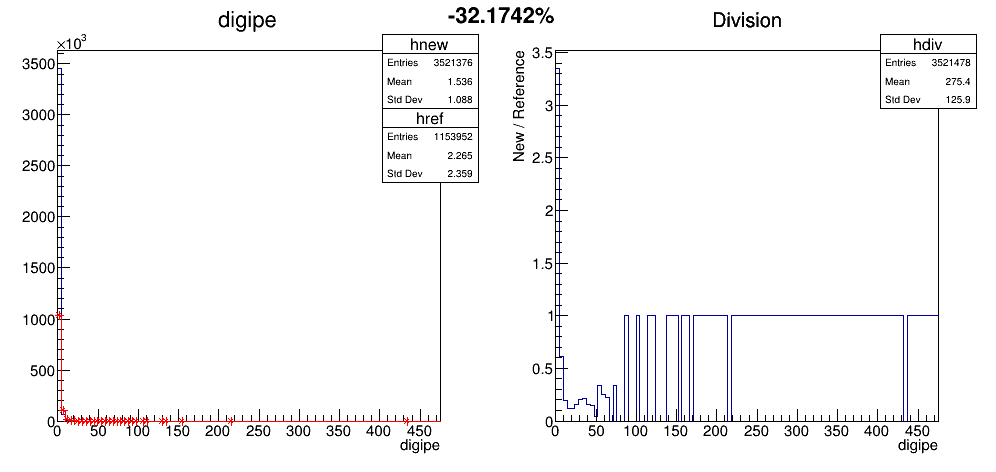 -32.1742%
digipe
×10³
hnew
Entries 3521376
Mean 1.536
Std Dev 1.088
href
Entries 1153952
Mean 2.265
Std Dev 2.359
3500
3000
2500
2000
1500
1000
500
0
0 50 100 150 200 250 300 350 400 450
digipe
Division
hdiv
Entries 3521478
Mean 275.4
Std Dev 125.9
New / Reference
3.5
3
2.5
2
1.5
1
0.5
0
0 50 100 150 200 250 300 350 400 450
digipe